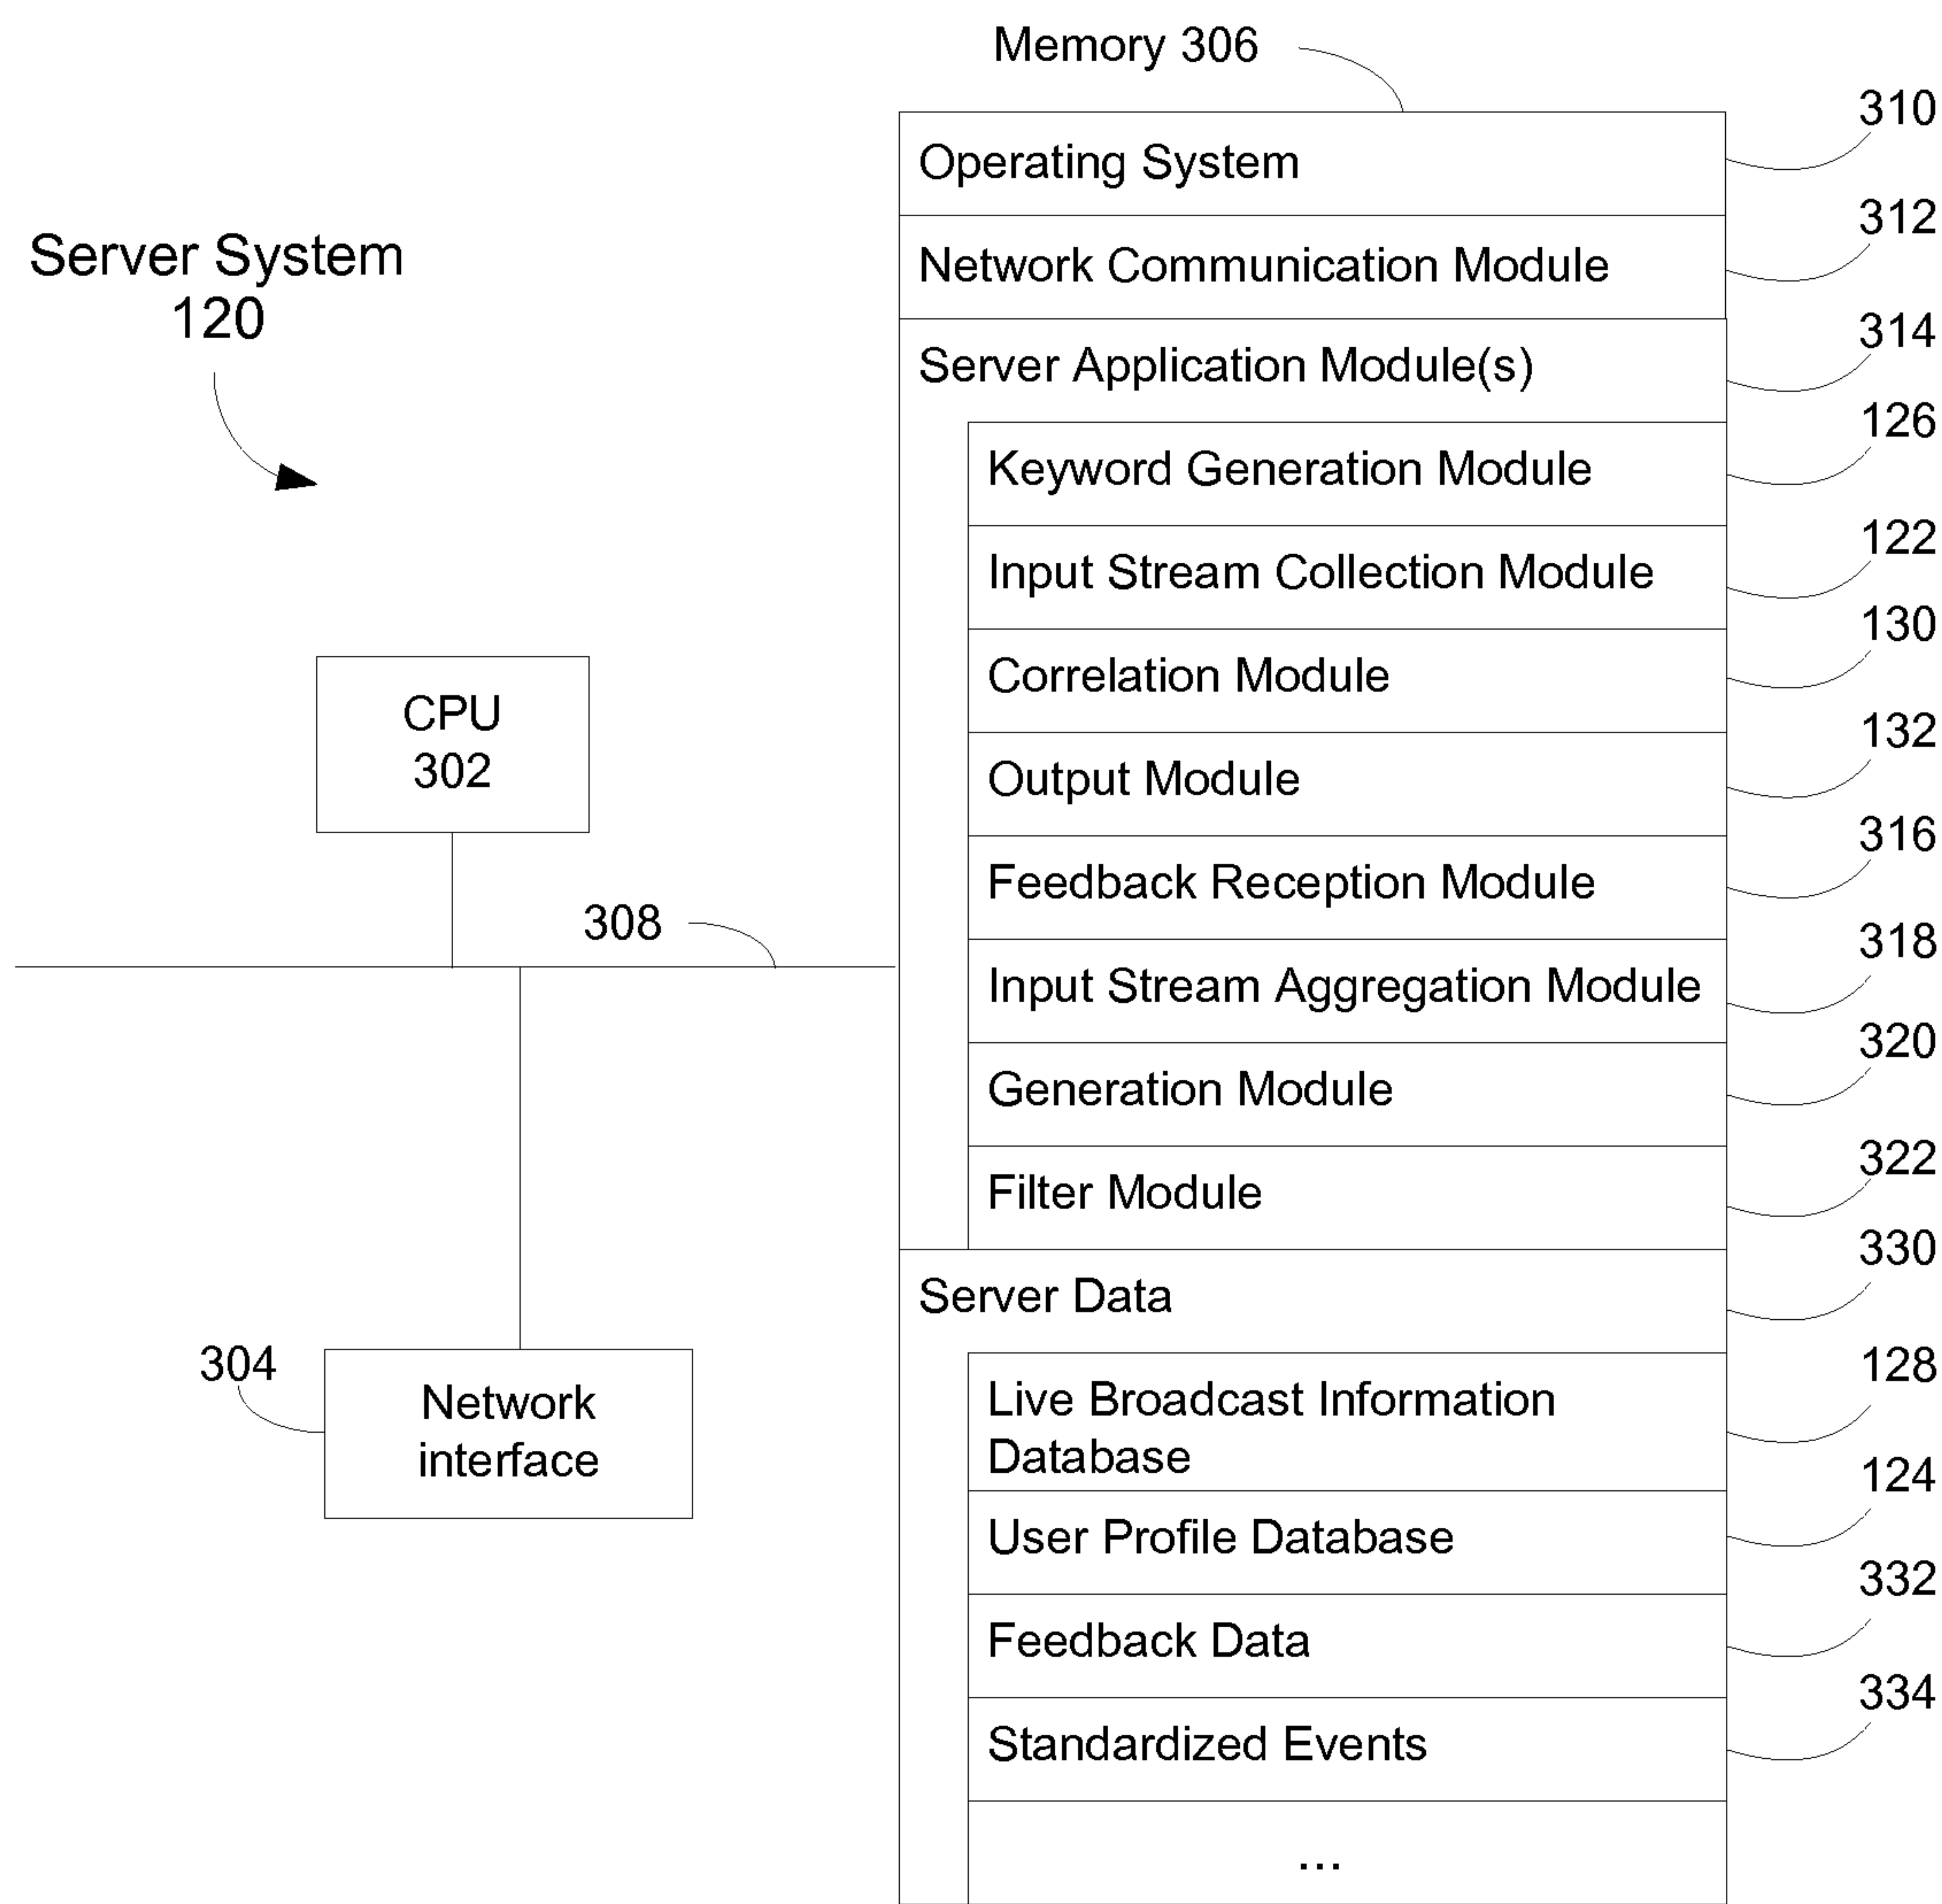 Memory 306
310
Operating System
312
Network Communication Module
Server System
120
314
Server Application Module(s)
126
Keyword Generation Module
122
Input Stream Collection Module
130
Correlation Module
CPU
302
132
Output Module
316
Feedback Reception Module
308
318
Input Stream Aggregation Module
320
Generation Module
322
Filter Module
330
Server Data
304
Network
interface
128
Live Broadcast Information
Database
124
User Profile Database
332
Feedback Data
334
Standardized Events
...